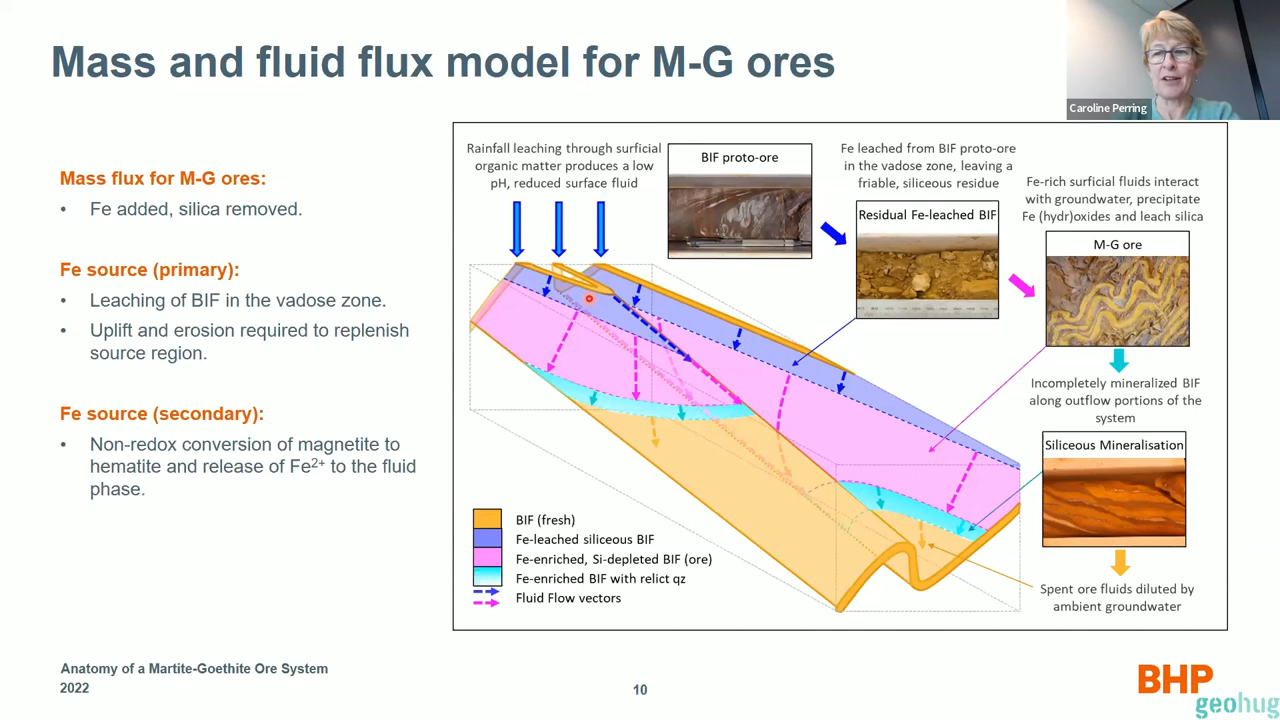 Mass and fluid flux model for M-G ores
Caroline Perring
Mass flux for M-G ores:
• Fe added, silica removed.
Fe source (primary):
• Leaching of BIF in the vadose zone.
• Uplift and erosion required to replenish
source region.
Fe source (secondary):
• Non-redox conversion of magnetite to
hematite and release of Fe²⁺ to the fluid
phase.
Rainfall leaching through surficial
organic matter produces a low
pH, reduced surface fluid
BIF proto-ore
Fe leached from BIF proto-ore
in the vadose zone, leaving a
friable, siliceous residue
Residual Fe-leached BIF
Fe-rich surficial fluids interact
with groundwater, precipitate
Fe (hydr)oxides and leach silica
M-G ore
Incompletely mineralized BIF
along outflow portions of the
system
Siliceous Mineralisation
Spent ore fluids diluted by
ambient groundwater
BIF (fresh)
Fe-leached siliceous BIF
Fe-enriched, Si-depleted BIF (ore)
Fe-enriched BIF with relict qz
Fluid Flow vectors
Anatomy of a Martite-Goethite Ore System
2022
10
BHP
geohug